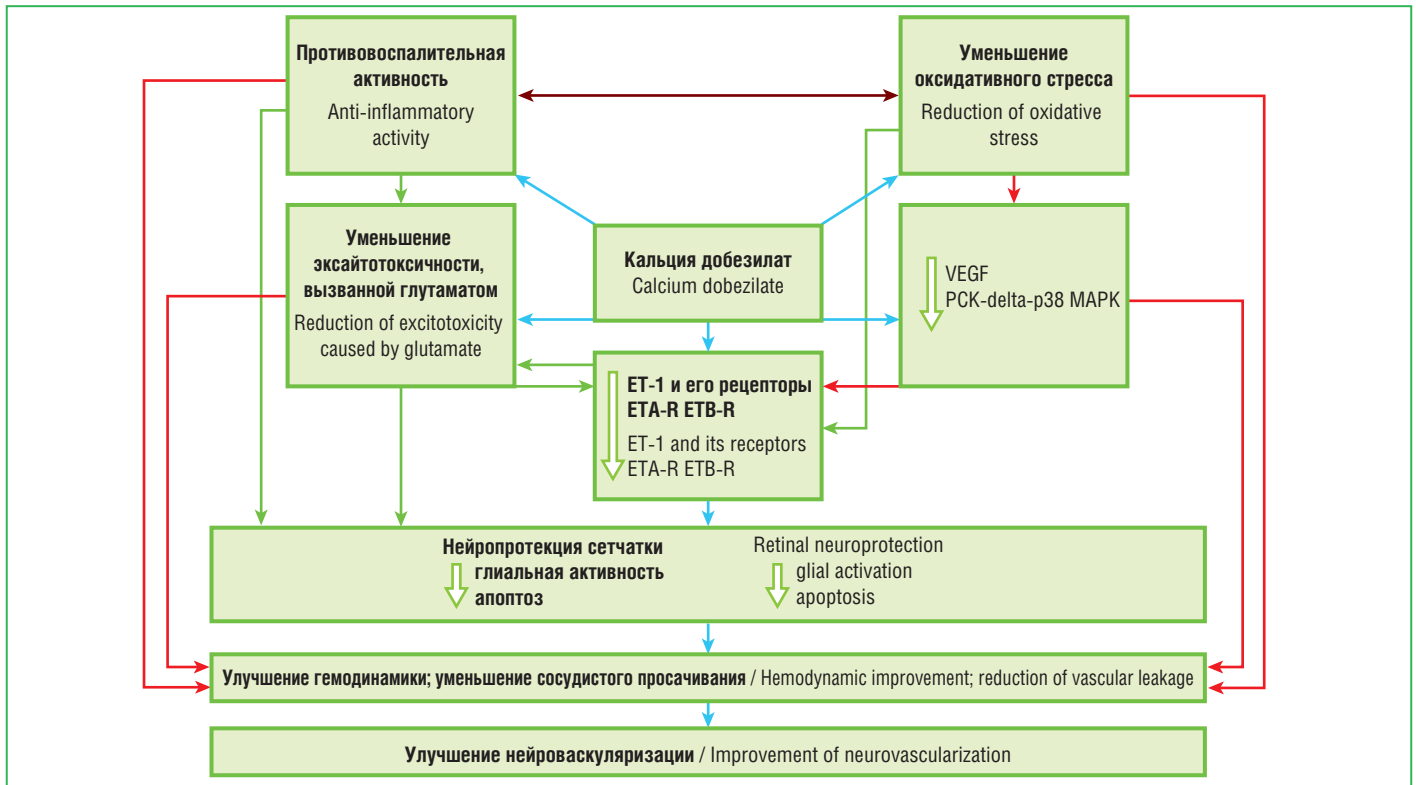 Противовоспалительная
активность
Anti-inflammatory
activity
Уменьшение
оксидативного стресса
Reduction of oxidative
stress
Уменьшение
эксайтотоксичности,
вызванной глутаматом
Reduction of excitotoxicity
caused by glutamate
Кальция добезилат
Calcium dobezilate
VEGF
PCK-delta-p38 MAPK
ЕТ-1 и его рецепторы
ETA-R ETB-R
ET-1 and its receptors
ETA-R ETB-R
Нейропротекция сетчатки
глиальная активность
апоптоз
Retinal neuroprotection
glial activation
apoptosis
Улучшение гемодинамики; уменьшение сосудистого просачивания / Hemodynamic improvement; reduction of vascular leakage
Улучшение нейроваскуляризации / Improvement of neurovascularization